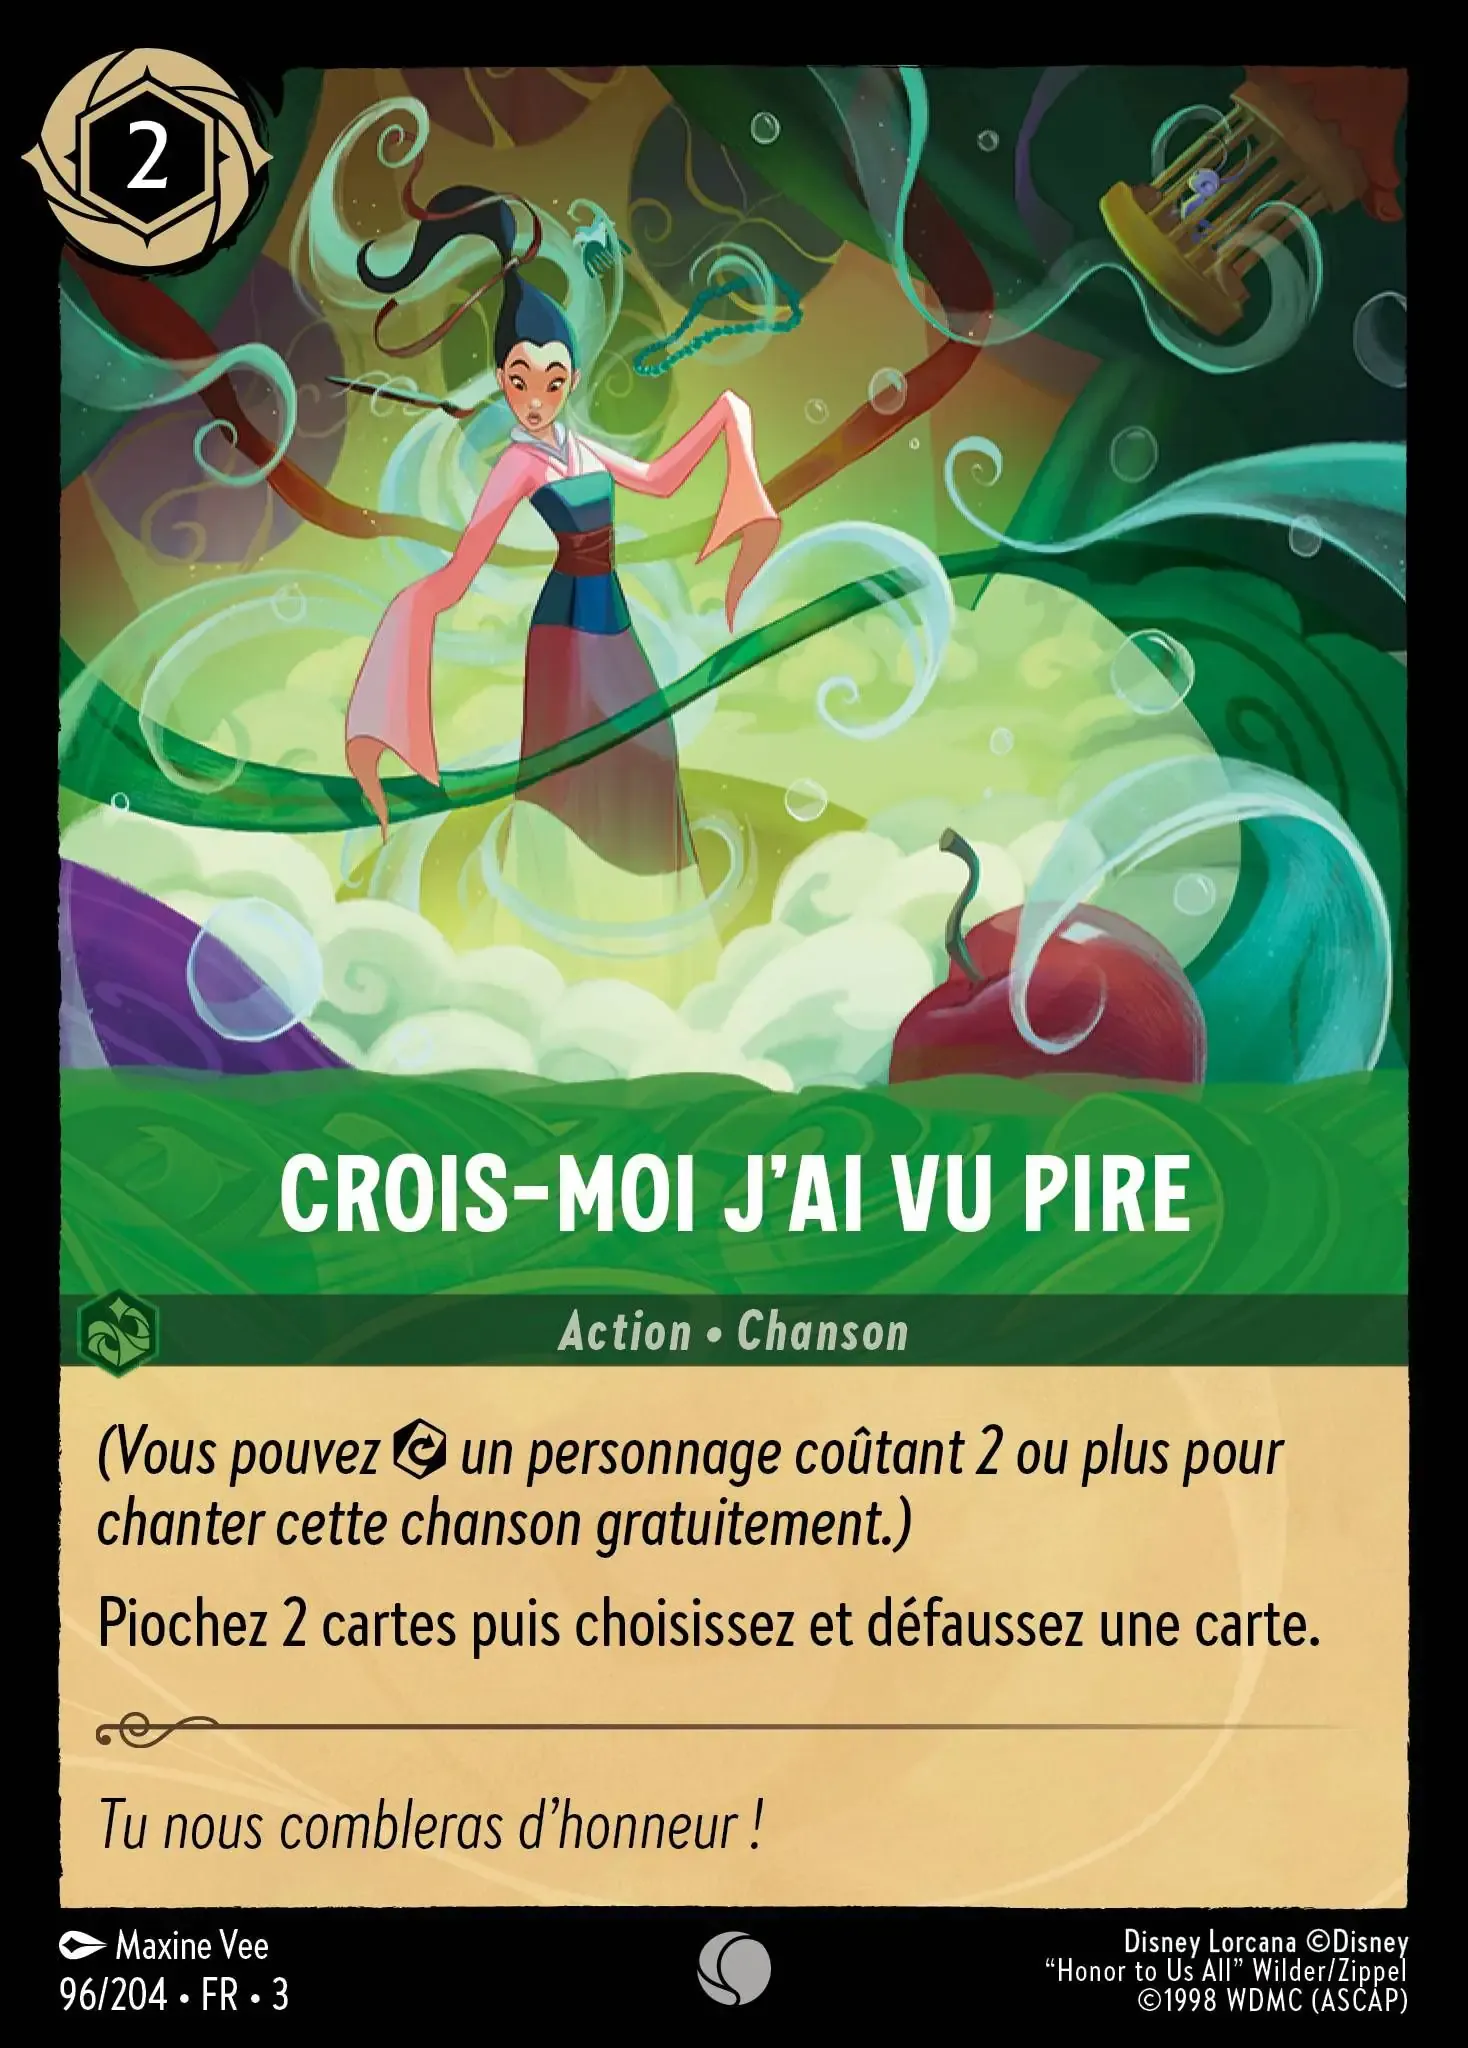 2
CROIS-MOI J’AI VU PIRE
Action • Chanson
(Vous pouvez un personnage coûtant 2 ou plus pour
chanter cette chanson gratuitement.)
Piochez 2 cartes puis choisissez et défaussez une carte.
Tu nous combleras d’honneur !
Maxine Vee
96/204 • FR • 3
Disney Lorcana ©Disney
“Honor to Us All” Wilder/Zippel
©1998 WDMC (ASCAP)